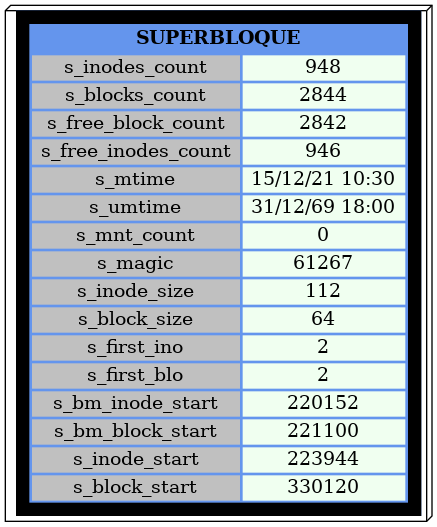 SUPERBLOQUE
s_inodes_count 948
s_blocks_count 2844
s_free_block_count 2842
s_free_inodes_count 946
s_mtime 15/12/21 10:30
s_umtime 31/12/69 18:00
s_mnt_count 0
s_magic 61267
s_inode_size 112
s_block_size 64
s_first_ino 2
s_first_blo 2
s_bm_inode_start 220152
s_bm_block_start 221100
s_inode_start 223944
s_block_start 330120